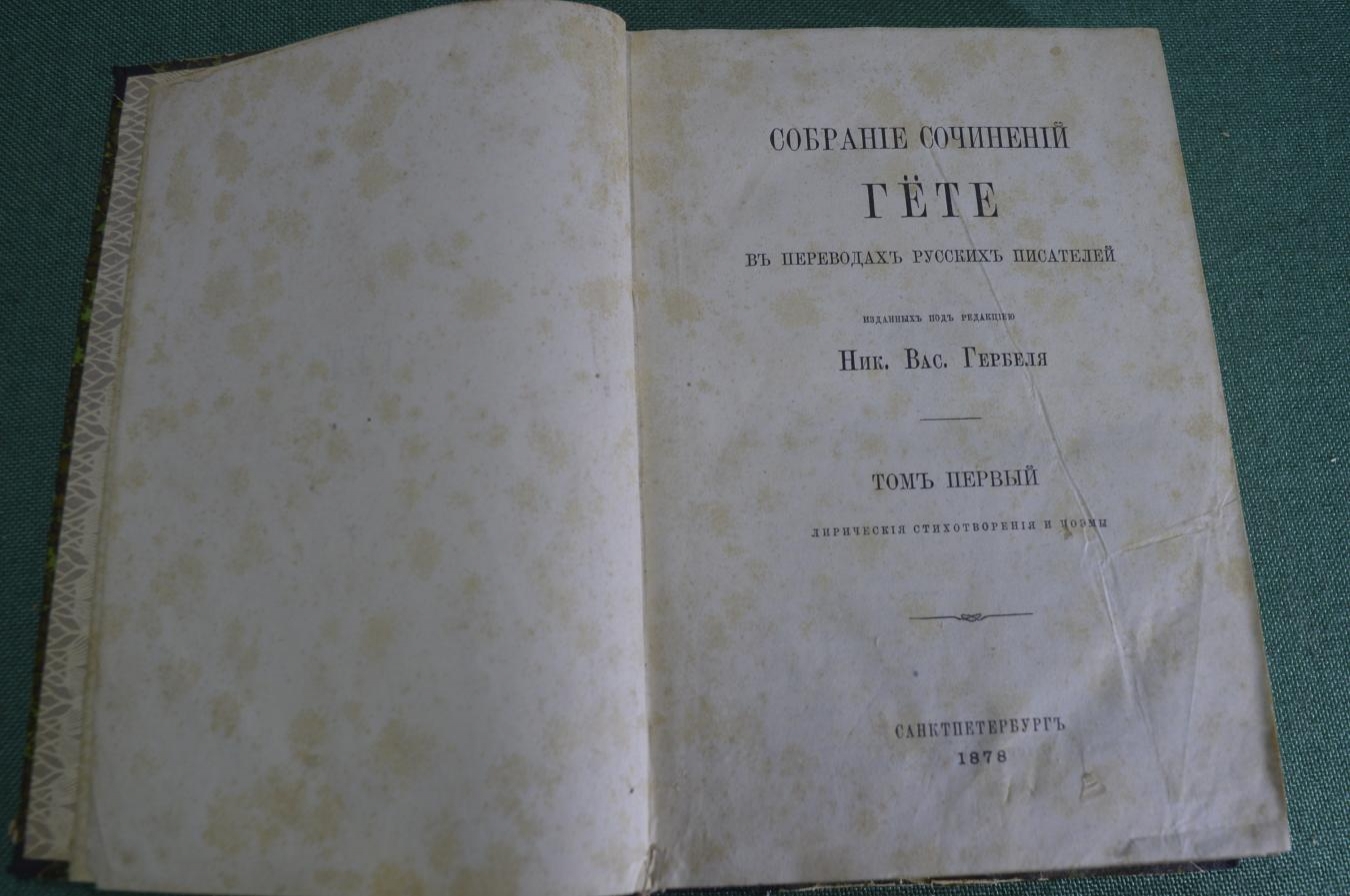 СОБРАНІЕ СОЧИНЕНІЙ
ГЁТЕ
ВЪ ПЕРЕВОДАХЪ РУССКИХЪ ПИСАТЕЛЕЙ
ИЗДАННЫХЪ ПОДЪ РЕДАКЦІЕЮ
НИК. ВАС. ГЕРБЕЛЯ
ТОМЪ ПЕРВЫЙ
ЛИРИЧЕСКІЯ СТИХОТВОРЕНІЯ И ПОЭМЫ
САНКТПЕТЕРБУРГЪ
1878